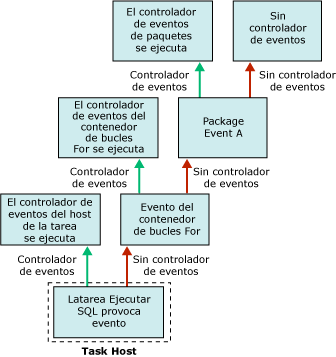 El controlador
de eventos
de paquetes
se ejecuta
Sin
controlador
de eventos
Controlador
de eventos
Sin controlador
de eventos
El controlador
de eventos del
contenedor
de bucles
For se ejecuta
Package
Event A
Controlador
de eventos
Sin controlador
de eventos
El controlador de
eventos del host
de la tarea
se ejecuta
Evento del
contenedor
de bucles For
Controlador
de eventos
Sin controlador
de eventos
Latarea Ejecutar
SQL provoca
evento
Task Host